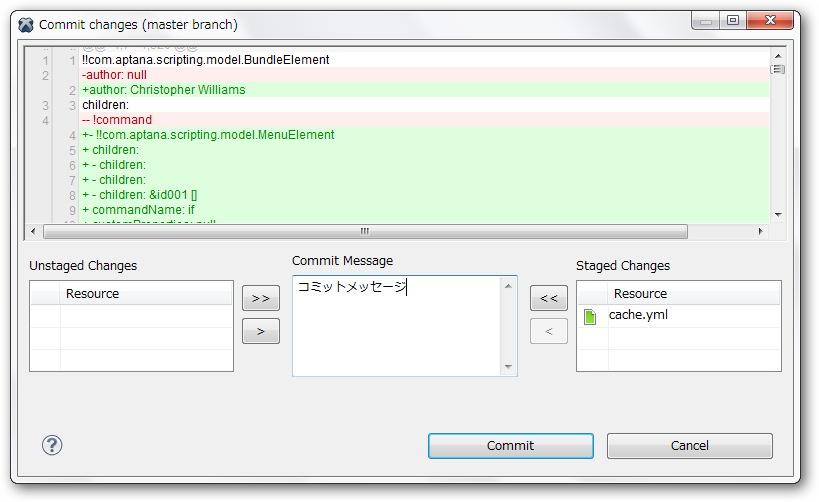 Commit changes (master branch)
1 1 !!com.aptana.scripting.model.BundleElement
2 -author: null
2 +author: Christopher Williams
3 3 children:
4 -- !command
4 +- !!com.aptana.scripting.model.MenuElement
5 + children:
6 + - children:
7 + - children:
8 + - children: &id001 []
9 + commandName: if
Unstaged Changes
Commit Message
Staged Changes
Resource
コミットメッセージ
Resource
cache.yml
>>
<<
>
<
?
Commit
Cancel